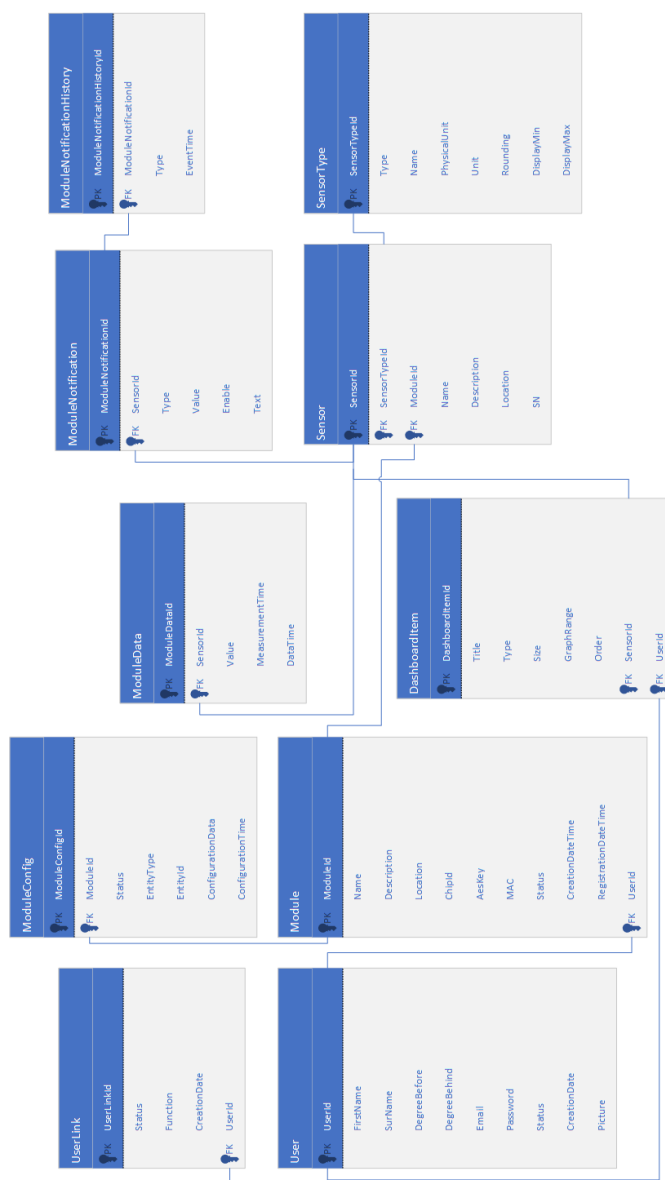 UserLink
PK UserLinkId
Status
Function
CreationDate
FK UserId
ModuleConfig
PK ModuleConfigId
FK ModuleId
Status
EntityType
EntityId
ConfigurationData
ConfigurationTime
ModuleData
PK ModuleDataId
FK SensorId
Value
MeasurementTime
DataTime
ModuleNotification
PK ModuleNotificationId
FK SensorId
Type
Value
Enable
Text
ModuleNotificationHistory
PK ModuleNotificationHistoryId
FK ModuleNotificationId
Type
EventTime
User
PK UserId
FirstName
SurName
DegreeBefore
DegreeBehind
Email
Password
Status
CreationDate
Picture
Module
PK ModuleId
Name
Description
Location
ChipId
AesKey
MAC
Status
CreationDateTime
RegistrationDateTime
FK UserId
DashboardItem
PK DashboardItemId
Title
Type
Size
GraphRange
Order
FK SensorId
FK UserId
Sensor
PK SensorId
FK SensorTypeId
FK ModuleId
Name
Description
Location
SN
SensorType
PK SensorTypeId
Type
Name
PhysicalUnit
Unit
Rounding
DisplayMin
DisplayMax